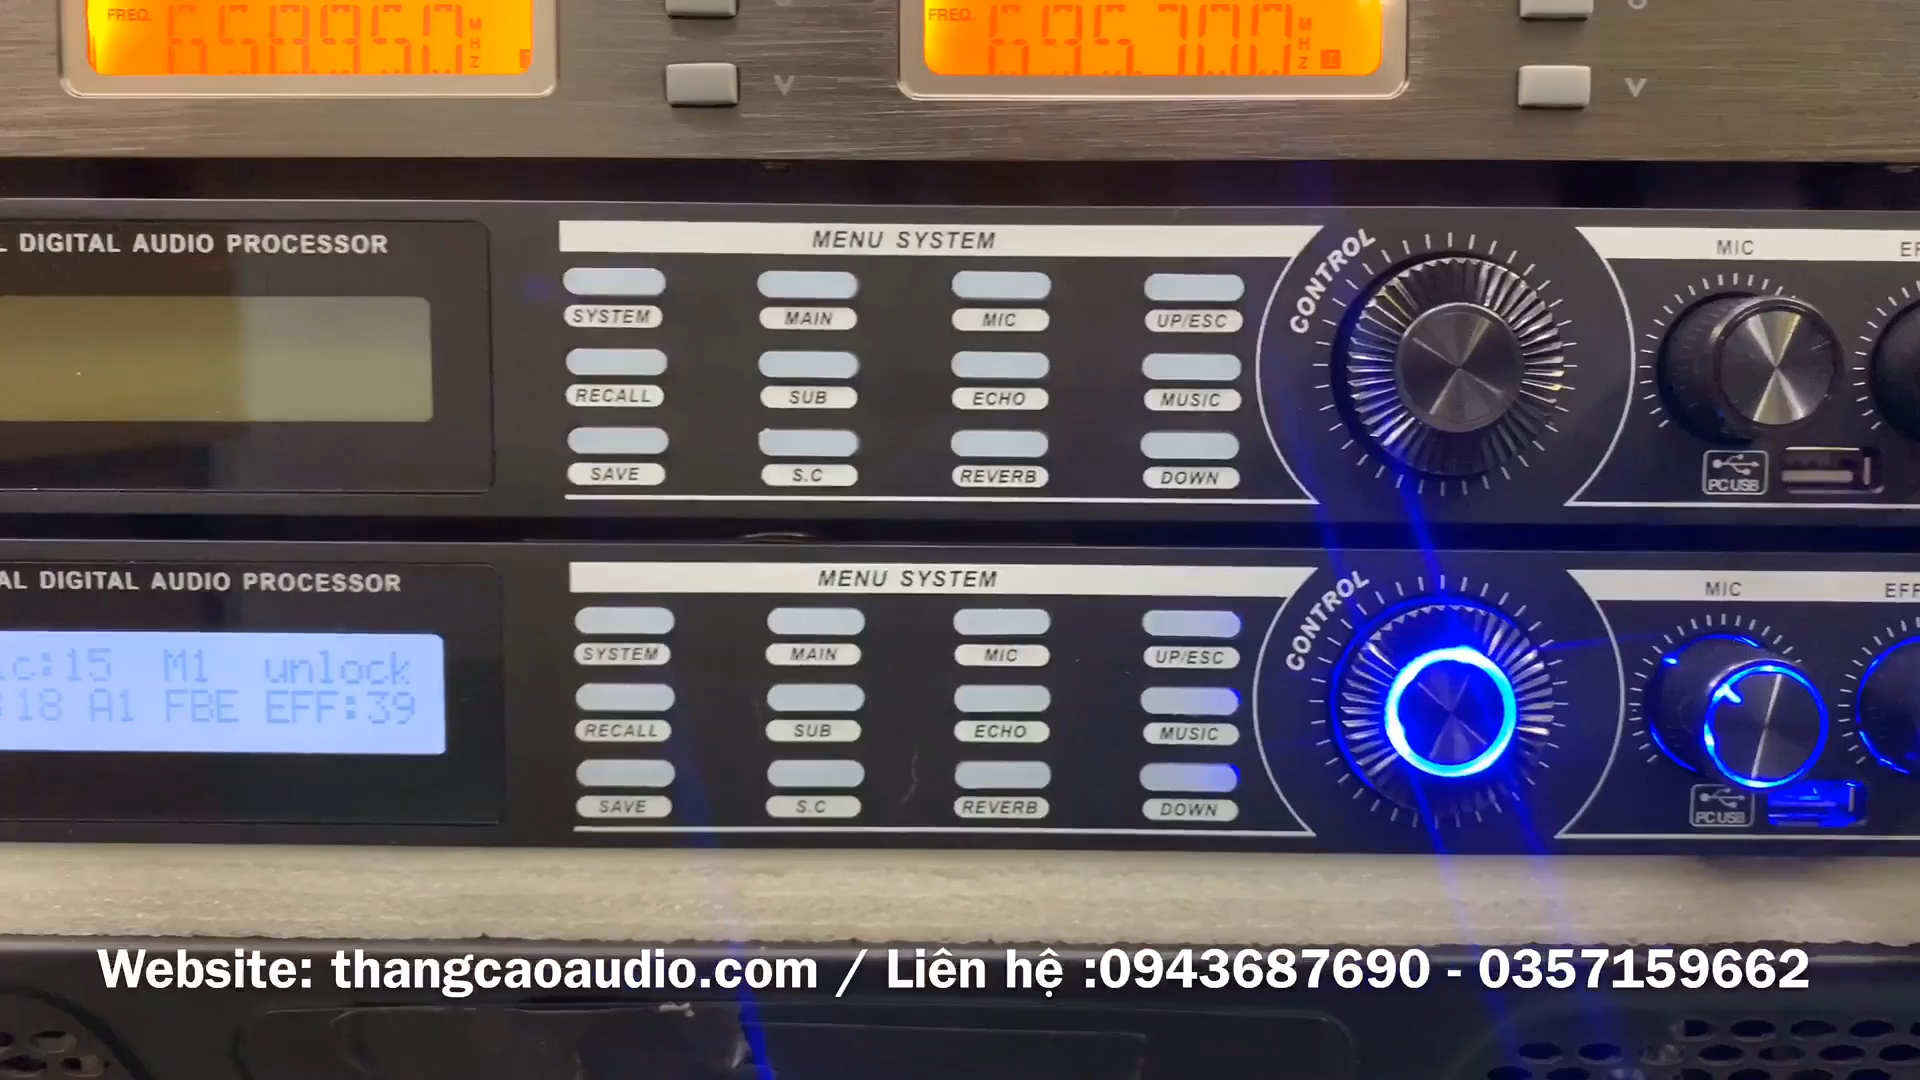 FREQ. 658.950 MHZ
FREQ. 695.700 MHZ
V
V
DIGITAL AUDIO PROCESSOR
MENU SYSTEM
SYSTEM MAIN MIC UP/ESC
RECALL SUB ECHO MUSIC
SAVE S.C REVERB DOWN
CONTROL
MIC
PC USB
DIGITAL AUDIO PROCESSOR
:15 M1 unlock
:18 A1 FBE EFF:39
MENU SYSTEM
SYSTEM MAIN MIC UP/ESC
RECALL SUB ECHO MUSIC
SAVE S.C REVERB DOWN
CONTROL
MIC EFF
PC USB
Website: thangcaoaudio.com / Liên hệ :0943687690 - 0357159662